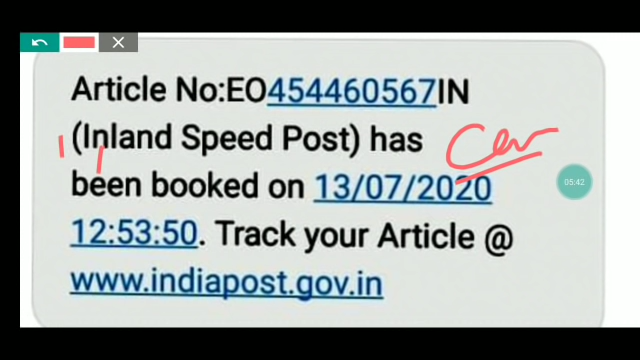 Article No:EO454460567IN
(Inland Speed Post) has
been booked on 13/07/2020
12:53:50. Track your Article @
www.indiapost.gov.in
05:42